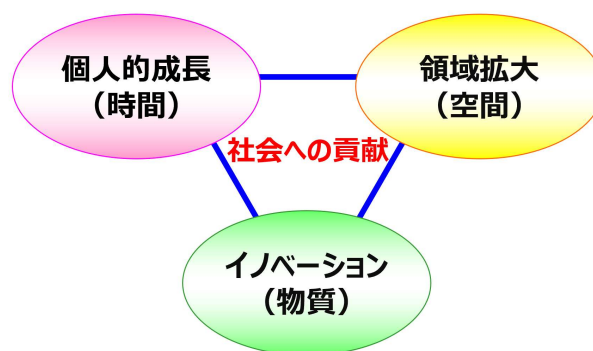 個人的成長
（時間）
領域拡大
（空間）
社会への貢献
イノベーション
（物質）